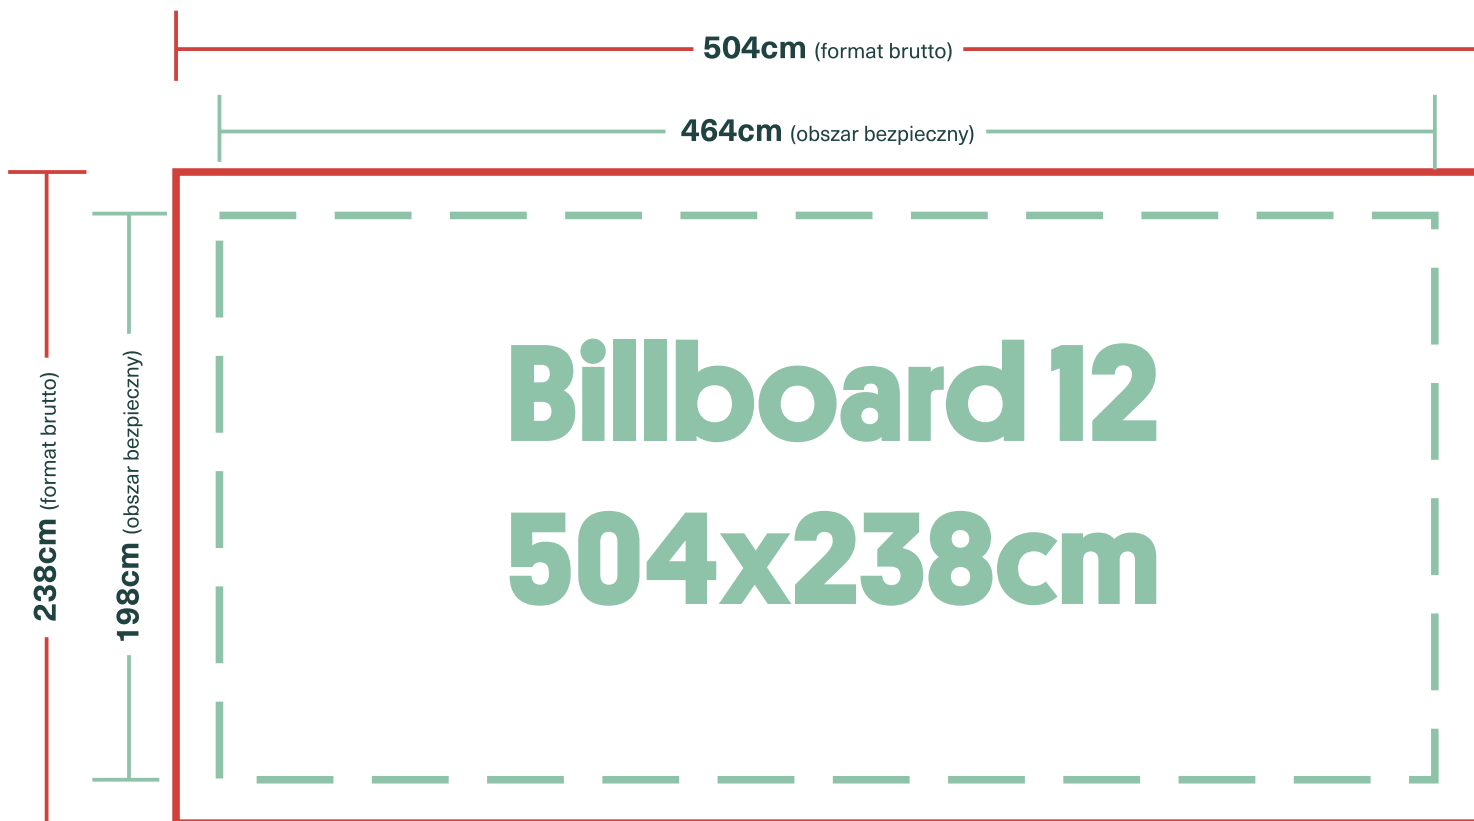 504cm (format brutto)
464cm (obszar bezpieczny)
238cm (format brutto)
198cm (obszar bezpieczny)
Billboard 12
504x238cm